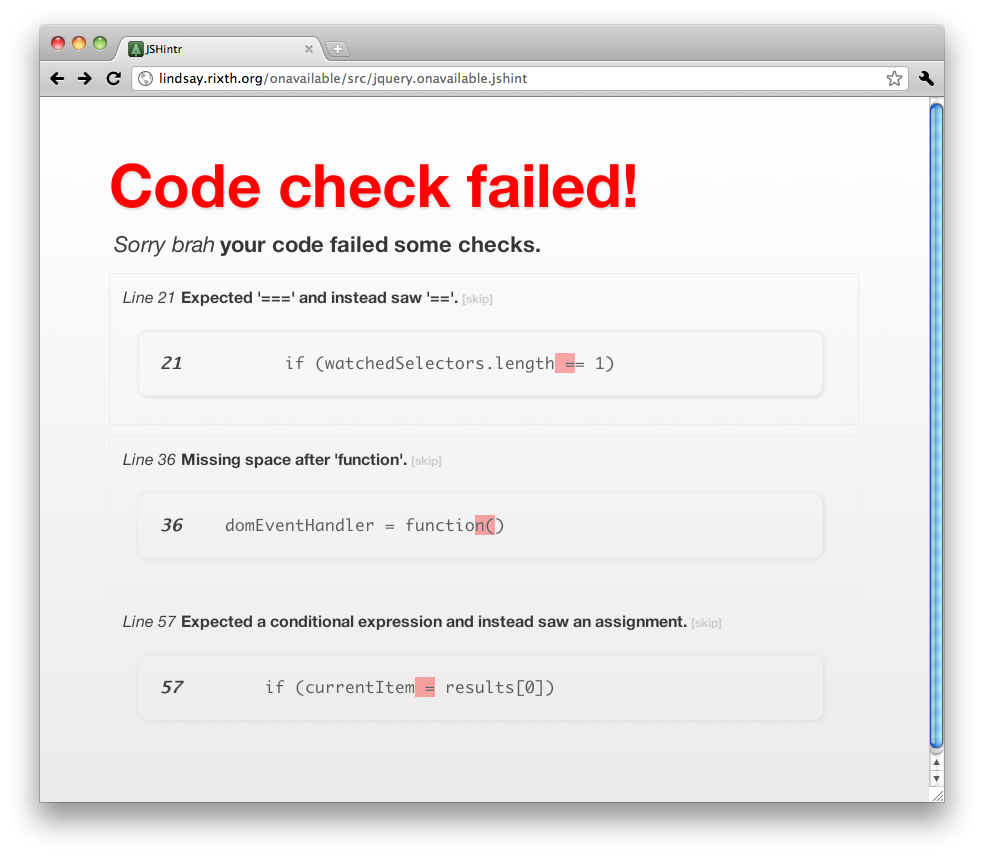 JSHintr
lindsay.rixth.org/onavailable/src/jquery.onavailable.jshint
Code check failed!
Sorry brah your code failed some checks.
Line 21 Expected '===' and instead saw '=='. [skip]
21 if (watchedSelectors.length == 1)
Line 36 Missing space after 'function'. [skip]
36 domEventHandler = function()
Line 57 Expected a conditional expression and instead saw an assignment. [skip]
57 if (currentItem = results[0])